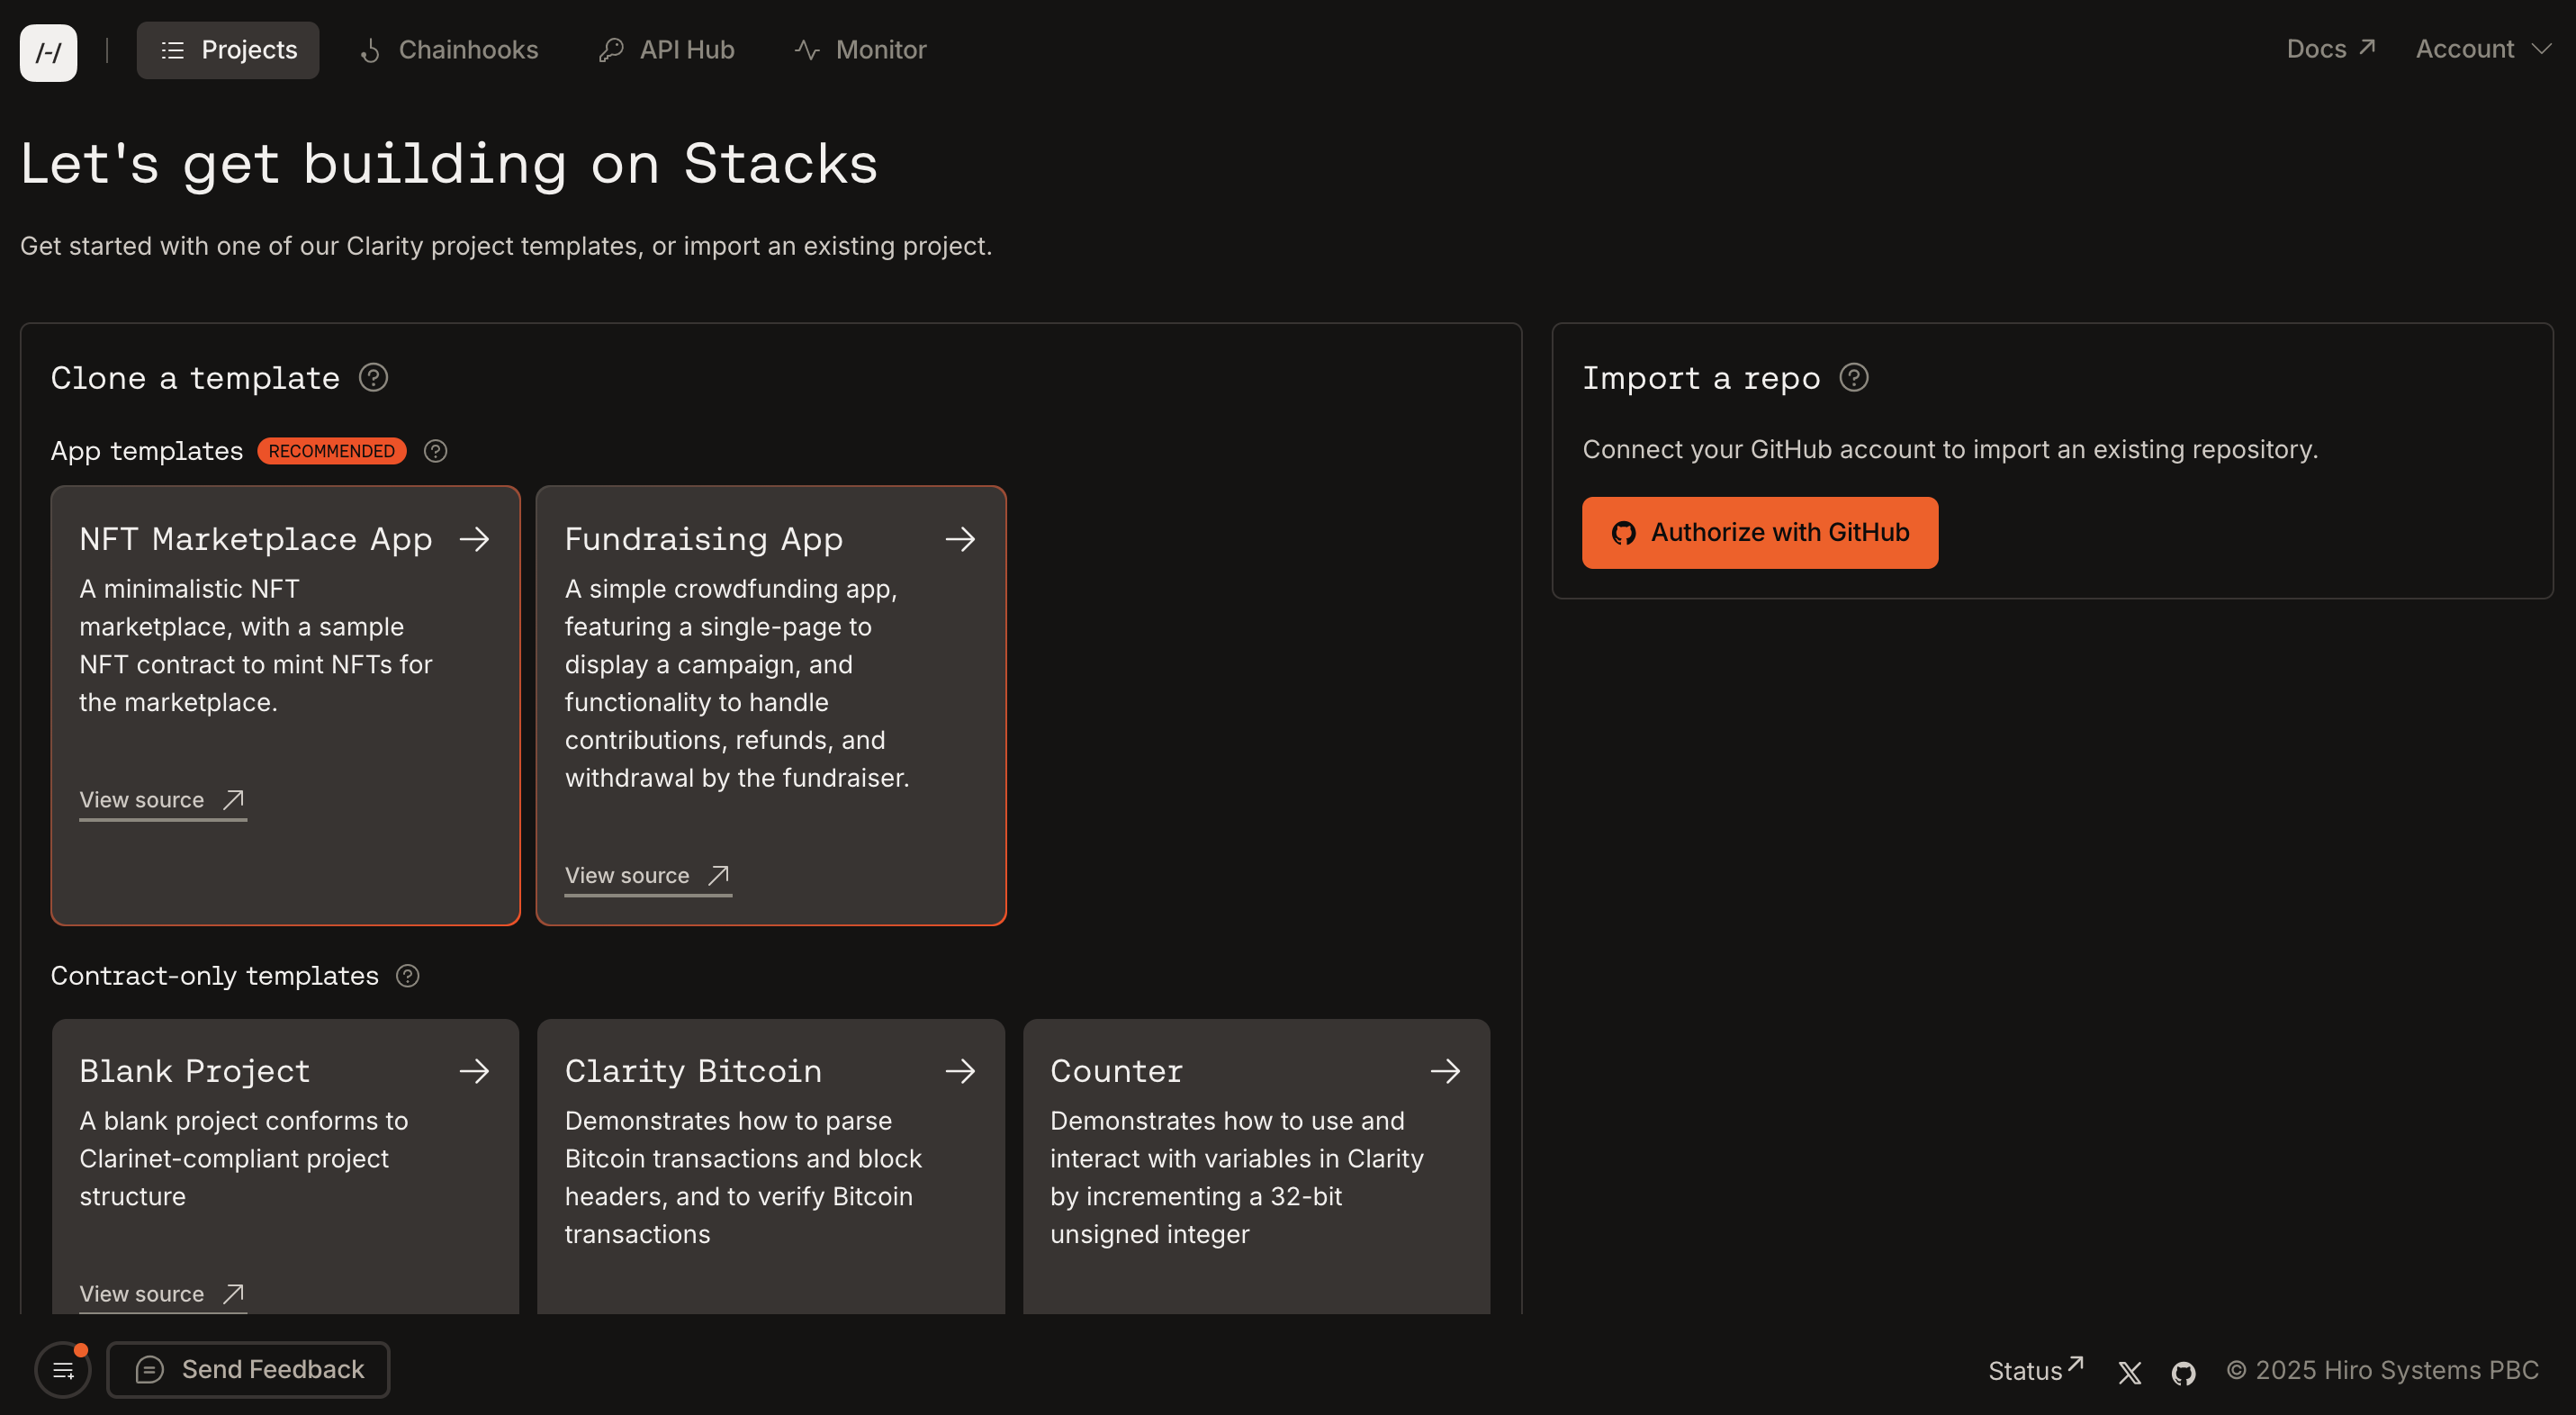 /-/
Projects
Chainhooks
API Hub
Monitor
Docs
Account
Let's get building on Stacks
Get started with one of our Clarity project templates, or import an existing project.
Clone a template
App templates RECOMMENDED
NFT Marketplace App
A minimalistic NFT
marketplace, with a sample
NFT contract to mint NFTs for
the marketplace.
View source
Fundraising App
A simple crowdfunding app,
featuring a single-page to
display a campaign, and
functionality to handle
contributions, refunds, and
withdrawal by the fundraiser.
View source
Contract-only templates
Blank Project
A blank project conforms to
Clarinet-compliant project
structure
View source
Clarity Bitcoin
Demonstrates how to parse
Bitcoin transactions and block
headers, and to verify Bitcoin
transactions
Counter
Demonstrates how to use and
interact with variables in Clarity
by incrementing a 32-bit
unsigned integer
Import a repo
Connect your GitHub account to import an existing repository.
Authorize with GitHub
Send Feedback
Status
© 2025 Hiro Systems PBC